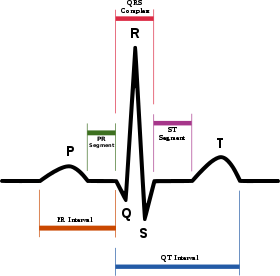 QRS
Complex
R
PR
Segment
ST
Segment
P
T
Q
S
PR Interval
QT Interval